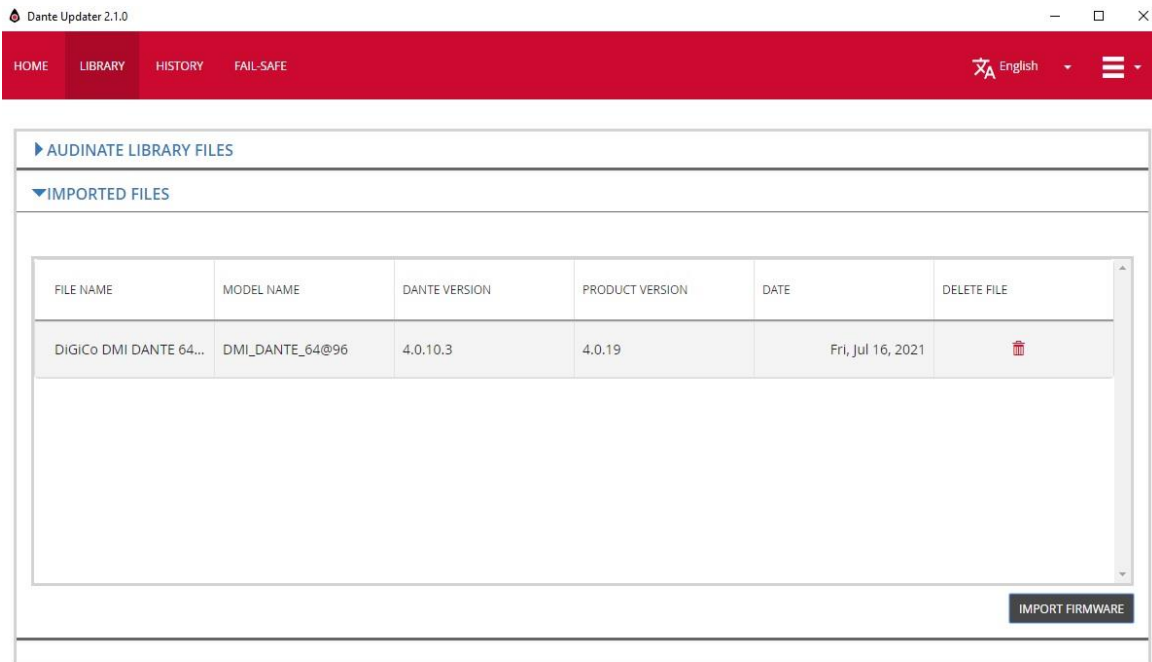 Dante Updater 2.1.0
HOME LIBRARY HISTORY FAIL-SAFE English
AUDINATE LIBRARY FILES
IMPORTED FILES
FILE NAME MODEL NAME DANTE VERSION PRODUCT VERSION DATE DELETE FILE
DiGiCo DMI DANTE 64... DMI_DANTE_64@96 4.0.10.3 4.0.19 Fri, Jul 16, 2021
IMPORT FIRMWARE